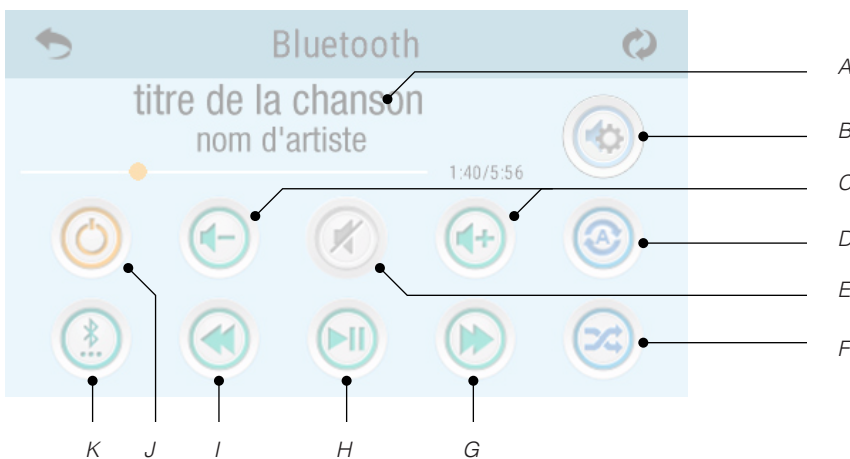 Bluetooth
titre de la chanson
nom d'artiste
1:40/5:56
A
B
C
D
E
F
K
J
I
H
G